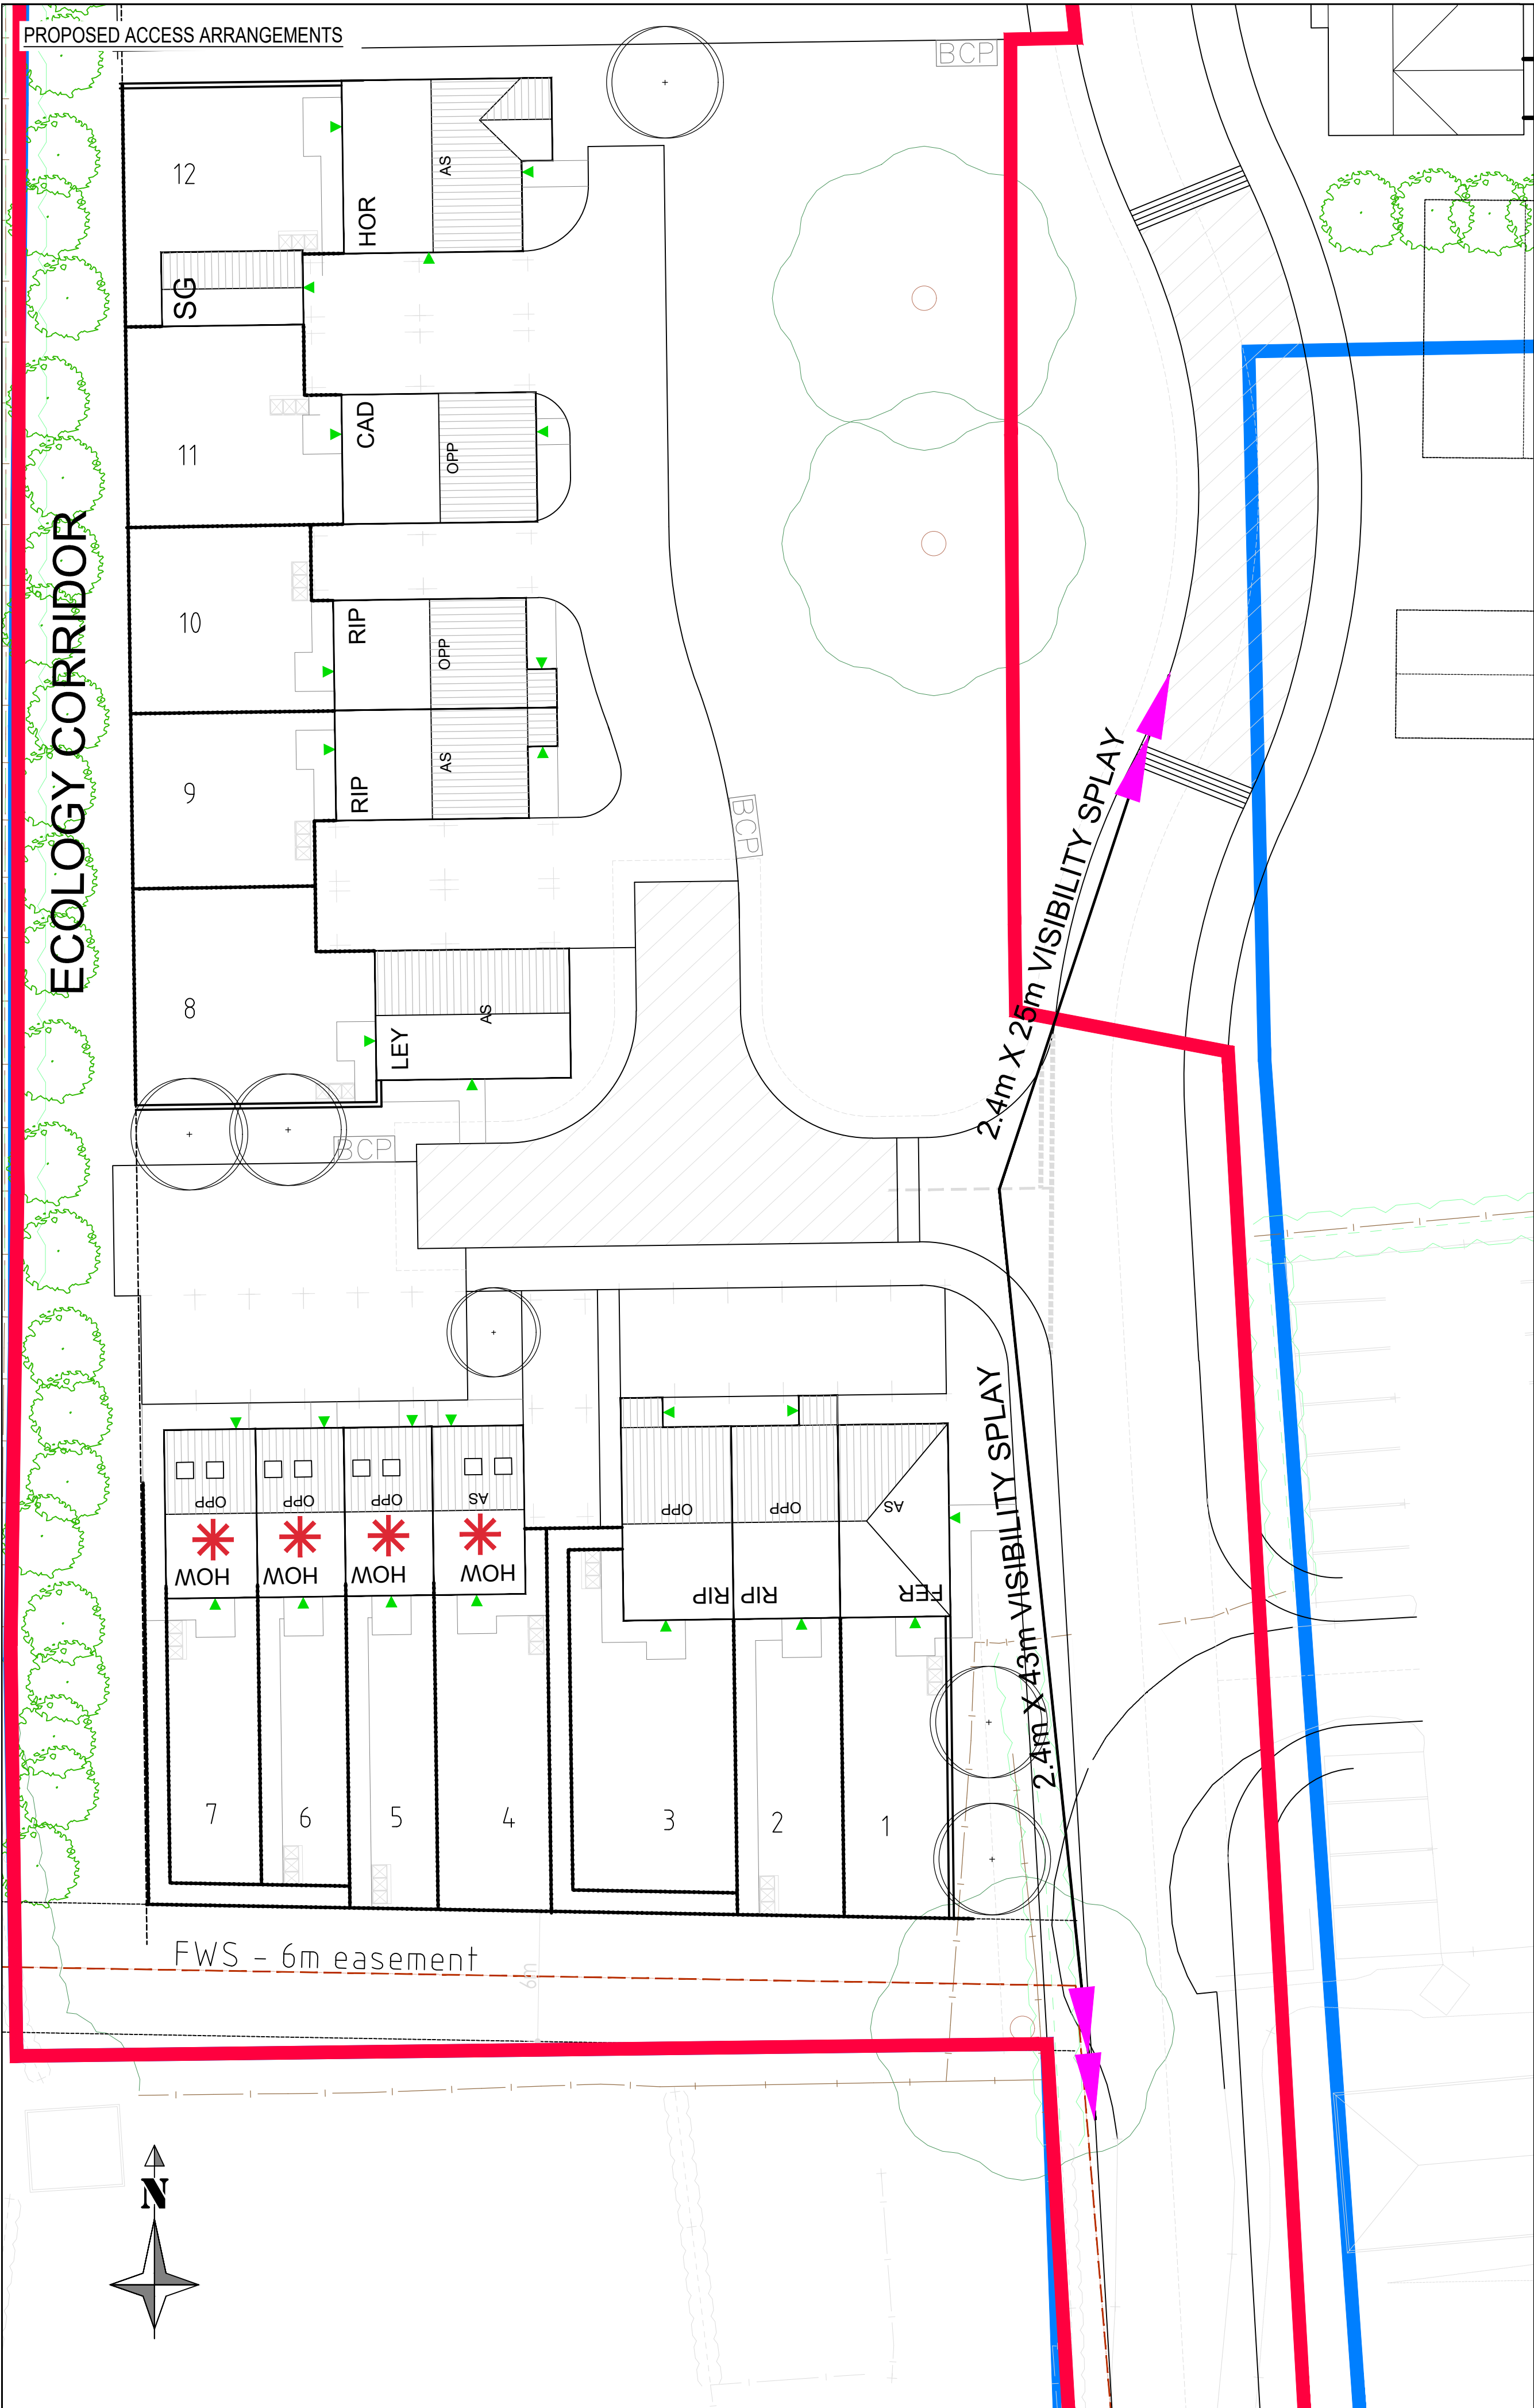 PROPOSED ACCESS ARRANGEMENTS
BCP
12
HOR
AS
SG
11
CAD
OPP
ECOLOGY CORRIDOR
10
RIP
OPP
9
RIP
AS
BCP
2.4m X 25m VISIBILITY SPLAY
8
LEY
AS
BCP
2.4m X 43m VISIBILITY SPLAY
OPP
OPP
OPP
AS
OPP
OPP
AS
HOW
HOW
HOW
HOW
RIP
RIP
FER
7
6
5
4
3
2
1
FWS - 6m easement
6m
N